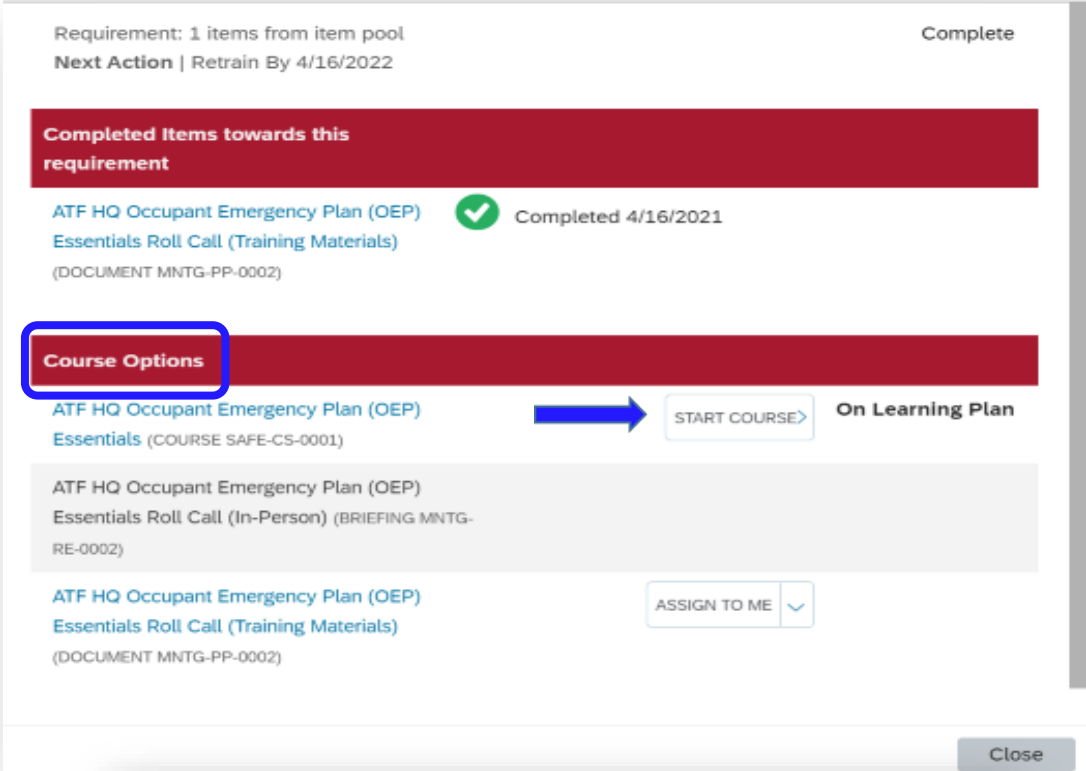 Requirement: 1 items from item pool
Complete
Next Action | Retrain By 4/16/2022
Completed Items towards this
requirement
ATF HQ Occupant Emergency Plan (OEP)
Essentials Roll Call (Training Materials)
(DOCUMENT MNTG-PP-0002)
Completed 4/16/2021
Course Options
ATF HQ Occupant Emergency Plan (OEP)
Essentials (COURSE SAFE-CS-0001)
START COURSE
On Learning Plan
ATF HQ Occupant Emergency Plan (OEP)
Essentials Roll Call (In-Person) (BRIEFING MNTG-
RE-0002)
ATF HQ Occupant Emergency Plan (OEP)
Essentials Roll Call (Training Materials)
(DOCUMENT MNTG-PP-0002)
ASSIGN TO ME
Close